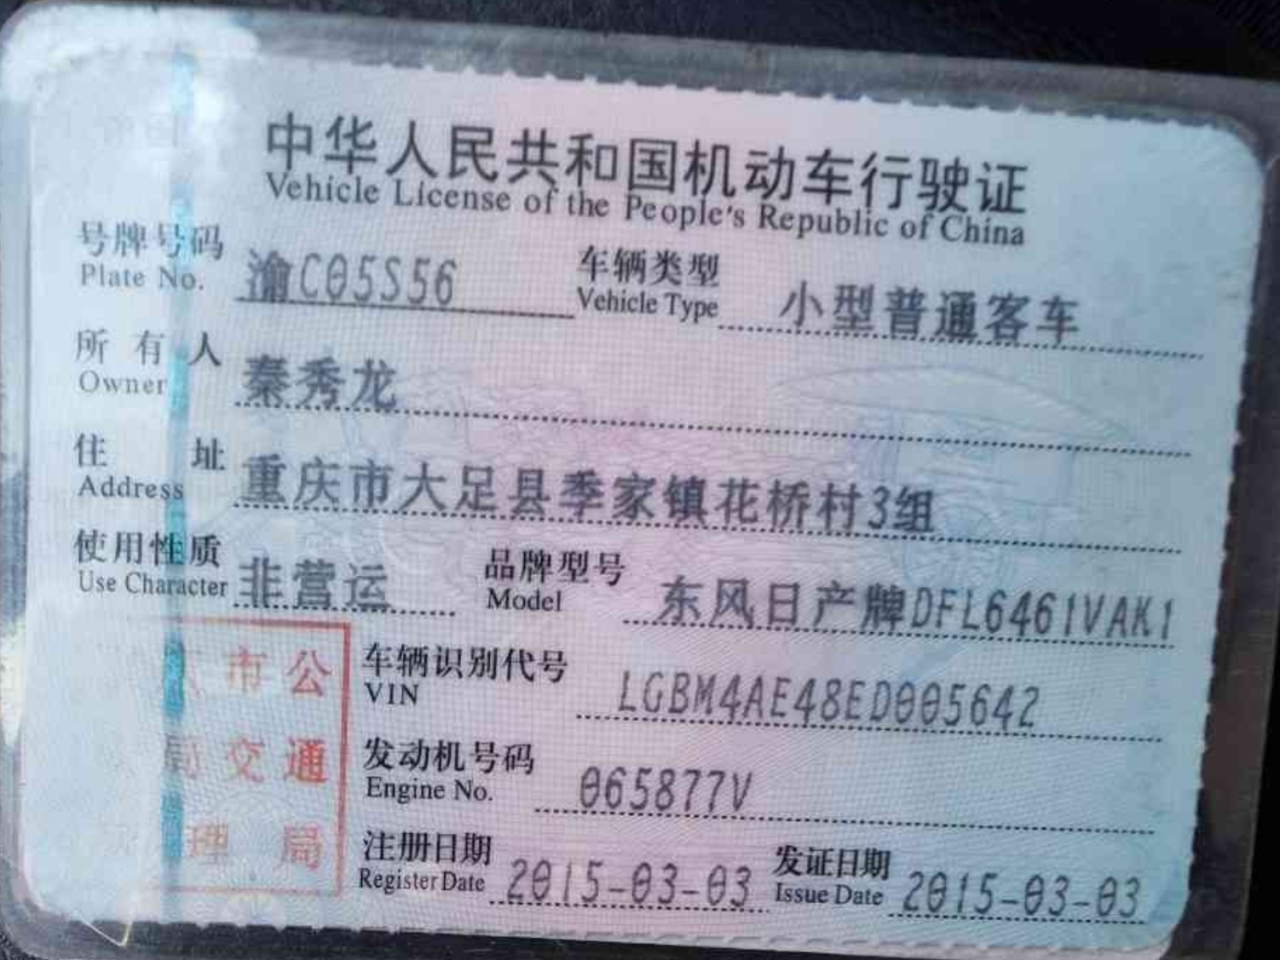 中华人民共和国机动车行驶证
Vehicle License of the People's Republic of China
号牌号码 渝C05S56 车辆类型 小型普通客车
Plate No. Vehicle Type
所有人 秦秀龙
Owner
住址 重庆市大足县季家镇花桥村3组
Address
使用性质 非营运 品牌型号 东风日产牌DFL6461VAK1
Use Character Model
市公
局交通
理局
车辆识别代号 LGBM4AE48ED005642
VIN
发动机号码 065877V
Engine No.
注册日期 2015-03-03 发证日期 2015-03-03
Register Date Issue Date